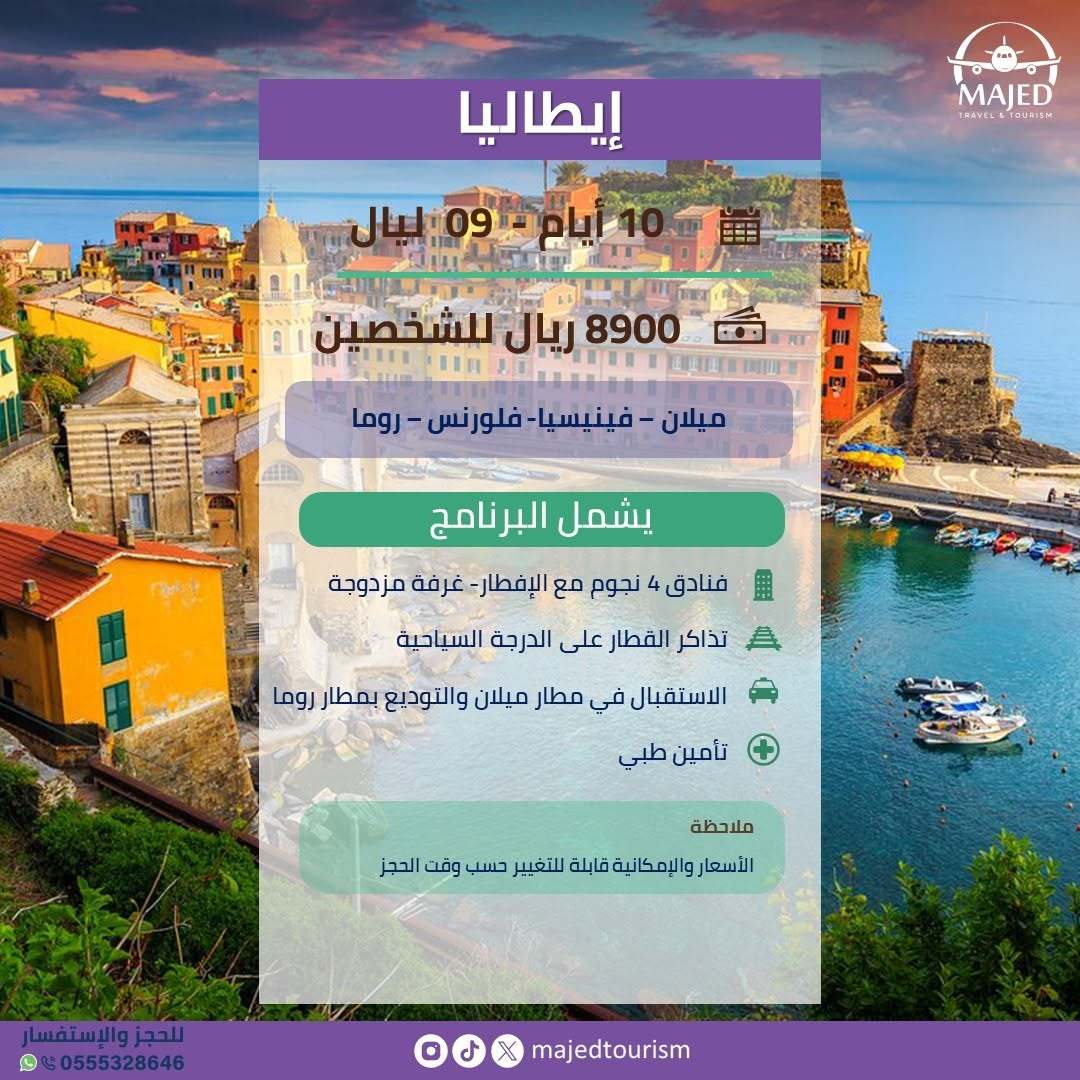 MAJED
TRAVEL & TOURISM
إيطاليا
10 أيام - 09 ليال
8900 ريال للشخصين
ميلان – فينيسيا- فلورنس – روما
يشمل البرنامج
فنادق 4 نجوم مع الإفطار- غرفة مزدوجة
تذاكر القطار على الدرجة السياحية
الاستقبال في مطار ميلان والتوديع بمطار روما
تأمين طبي
ملاحظة
الأسعار والإمكانية قابلة للتغيير حسب وقت الحجز
للحجز والإستفسار
0555328646
majedtourism